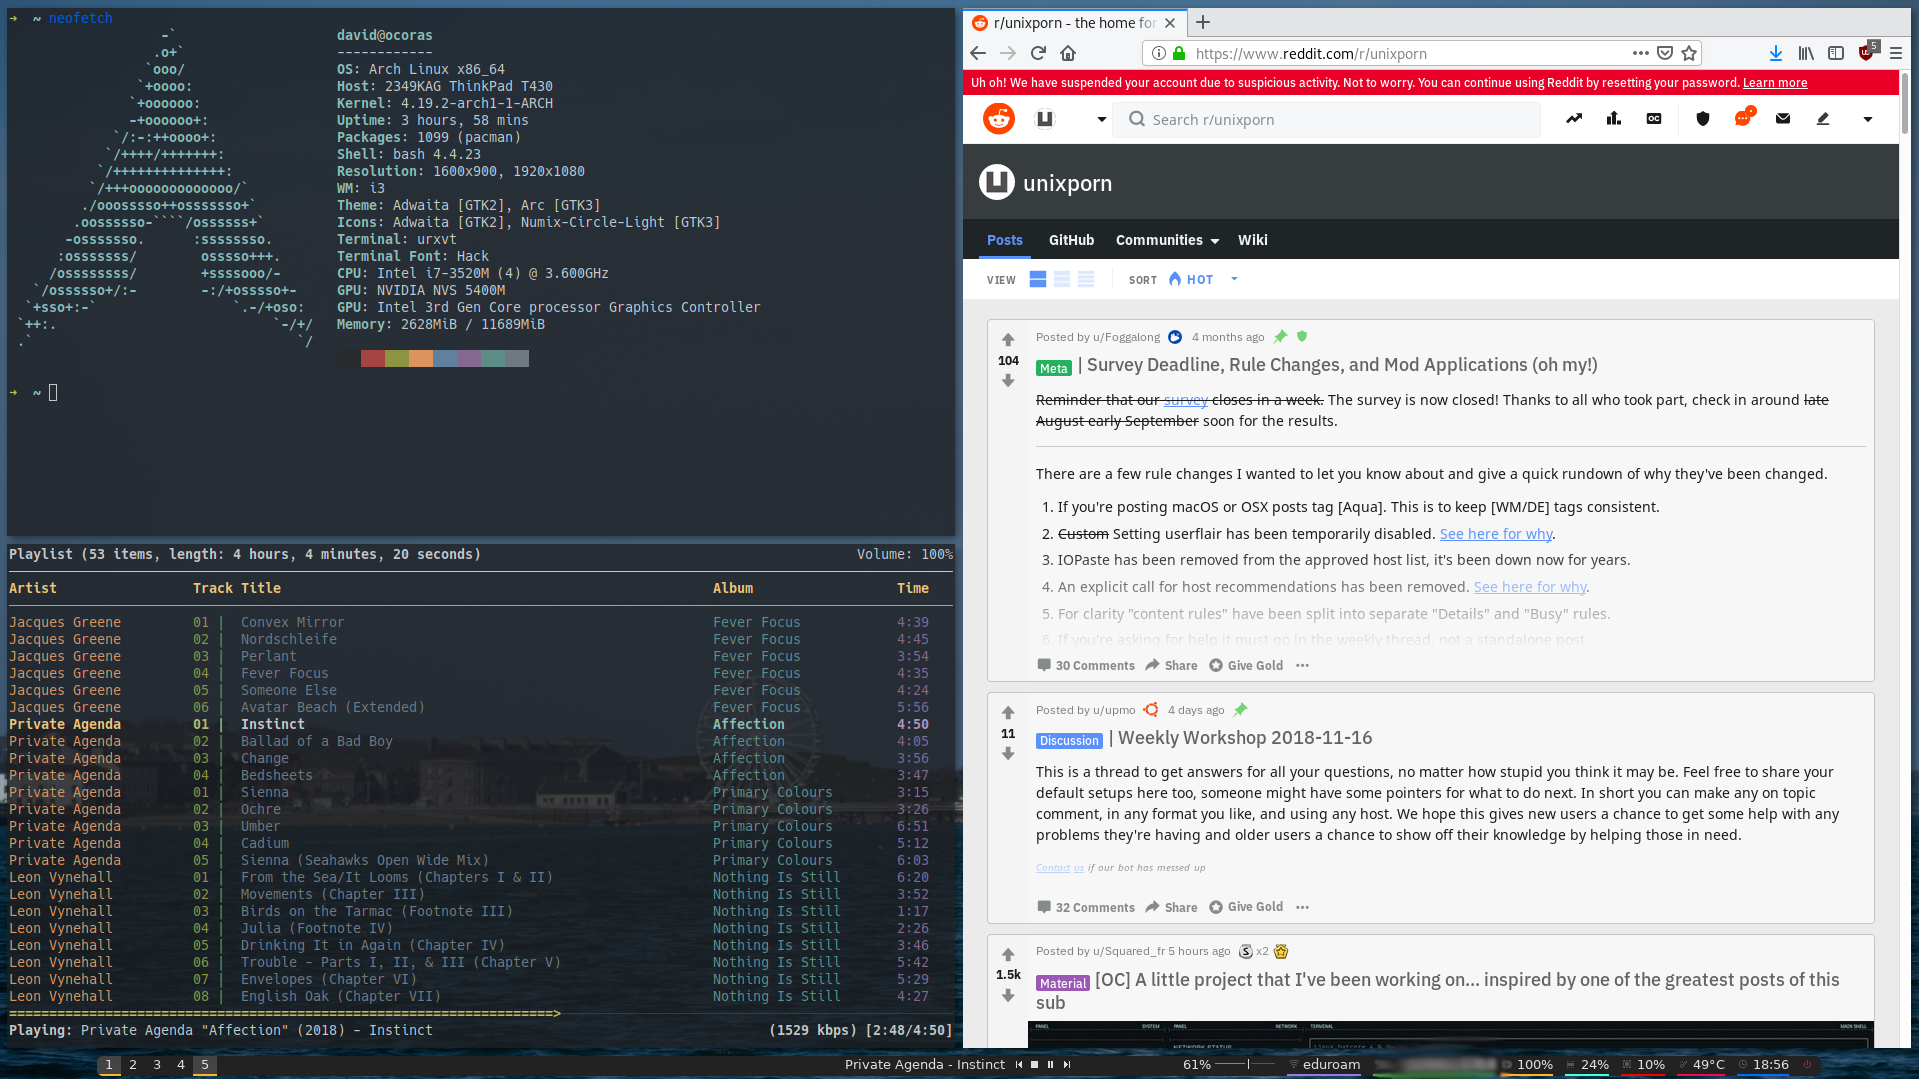 ➜ ~ neofetch
david@ocoras
------------
OS: Arch Linux x86_64
Host: 2349KAG ThinkPad T430
Kernel: 4.19.2-arch1-1-ARCH
Uptime: 3 hours, 58 mins
Packages: 1099 (pacman)
Shell: bash 4.4.23
Resolution: 1600x900, 1920x1080
WM: i3
Theme: Adwaita [GTK2], Arc [GTK3]
Icons: Adwaita [GTK2], Numix-Circle-Light [GTK3]
Terminal: urxvt
Terminal Font: Hack
CPU: Intel i7-3520M (4) @ 3.600GHz
GPU: NVIDIA NVS 5400M
GPU: Intel 3rd Gen Core processor Graphics Controller
Memory: 2628MiB / 11689MiB
➜ ~
Playlist (53 items, length: 4 hours, 4 minutes, 20 seconds) Volume: 100%
Artist Track Title Album Time
Jacques Greene 01 | Convex Mirror Fever Focus 4:39
Jacques Greene 02 | Nordschleife Fever Focus 4:45
Jacques Greene 03 | Perlant Fever Focus 3:54
Jacques Greene 04 | Fever Focus Fever Focus 4:35
Jacques Greene 05 | Someone Else Fever Focus 4:24
Jacques Greene 06 | Avatar Beach (Extended) Fever Focus 5:56
Private Agenda 01 | Instinct Affection 4:50
Private Agenda 02 | Ballad of a Bad Boy Affection 4:05
Private Agenda 03 | Change Affection 3:56
Private Agenda 04 | Bedsheets Affection 3:47
Private Agenda 01 | Sienna Primary Colours 3:15
Private Agenda 02 | Ochre Primary Colours 3:26
Private Agenda 03 | Umber Primary Colours 6:51
Private Agenda 04 | Cadium Primary Colours 5:12
Private Agenda 05 | Sienna (Seahawks Open Wide Mix) Primary Colours 6:03
Leon Vynehall 01 | From the Sea/It Looms (Chapters I & II) Nothing Is Still 6:20
Leon Vynehall 02 | Movements (Chapter III) Nothing Is Still 3:52
Leon Vynehall 03 | Birds on the Tarmac (Footnote III) Nothing Is Still 1:17
Leon Vynehall 04 | Julia (Footnote IV) Nothing Is Still 2:26
Leon Vynehall 05 | Drinking It in Again (Chapter IV) Nothing Is Still 3:46
Leon Vynehall 06 | Trouble - Parts I, II, & III (Chapter V) Nothing Is Still 5:42
Leon Vynehall 07 | Envelopes (Chapter VI) Nothing Is Still 5:29
Leon Vynehall 08 | English Oak (Chapter VII) Nothing Is Still 4:27
Playing: Private Agenda "Affection" (2018) - Instinct (1529 kbps) [2:48/4:50]
r/unixporn - the home for
https://www.reddit.com/r/unixporn 5
Uh oh! We have suspended your account due to suspicious activity. Not to worry. You can continue using Reddit by resetting your password. Learn more
Search r/unixporn
unixporn
Posts GitHub Communities Wiki
VIEW SORT HOT
Posted by u/Foggalong 4 months ago
104
Meta | Survey Deadline, Rule Changes, and Mod Applications (oh my!)
Reminder that our survey closes in a week. The survey is now closed! Thanks to all who took part, check in around late
August early September soon for the results.
There are a few rule changes I wanted to let you know about and give a quick rundown of why they've been changed.
1. If you're posting macOS or OSX posts tag [Aqua]. This is to keep [WM/DE] tags consistent.
2. Custom Setting userflair has been temporarily disabled. See here for why.
3. IOPaste has been removed from the approved host list, it's been down now for years.
4. An explicit call for host recommendations has been removed. See here for why.
5. For clarity "content rules" have been split into separate "Details" and "Busy" rules.
6. If you're asking for help it must go in the weekly thread, not a standalone post.
30 Comments Share Give Gold
Posted by u/upmo 4 days ago
11
Discussion | Weekly Workshop 2018-11-16
This is a thread to get answers for all your questions, no matter how stupid you think it may be. Feel free to share your
default setups here too, someone might have some pointers for what to do next. In short you can make any on topic
comment, in any format you like, and using any host. We hope this gives new users a chance to get some help with any
problems they're having and older users a chance to show off their knowledge by helping those in need.
Contact us if our bot has messed up
32 Comments Share Give Gold
Posted by u/Squared_fr 5 hours ago x2
1.5k
Material [OC] A little project that I've been working on... inspired by one of the greatest posts of this
sub
PANEL SYSTEM PANEL NETWORK TERMINAL MAIN SHELL
NETWORK STATUS
1 2 3 4 5 Private Agenda - Instinct 61% eduroam 100% 24% 10% 49°C 18:56